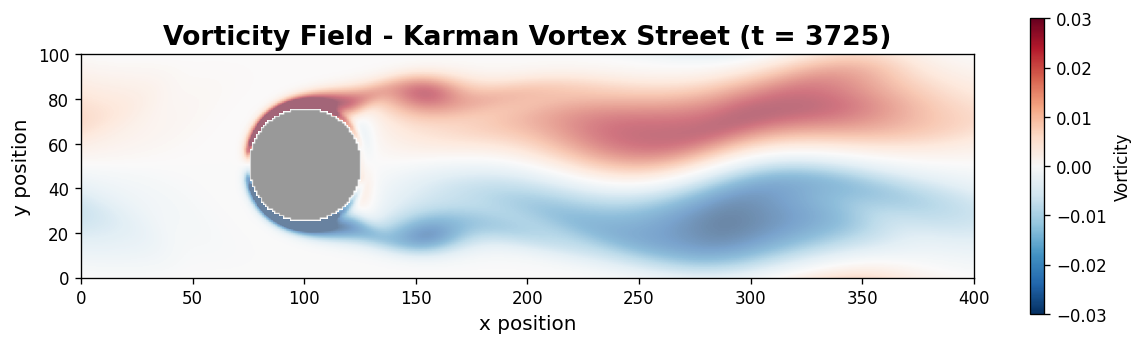 Vorticity Field - Karman Vortex Street (t = 3725)
100
80
60
40
20
0
y position
0 50 100 150 200 250 300 350 400
x position
0.03
0.02
0.01
0.00
−0.01
−0.02
−0.03
Vorticity